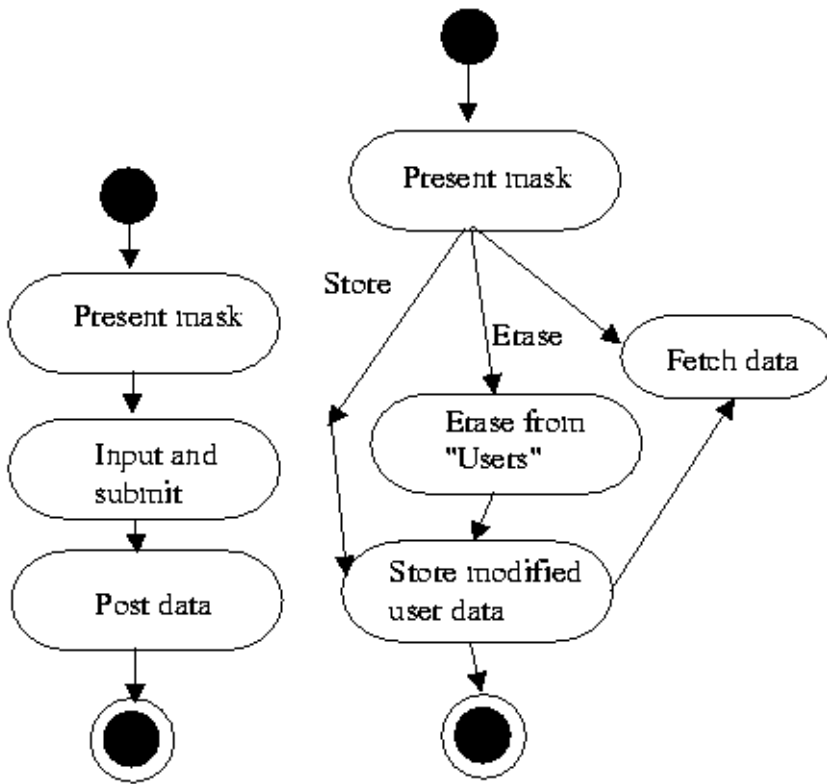 Present mask
Input and
submit
Post data
Present mask
Store
Erase
Fetch data
Erase from
"Users"
Store modified
user data